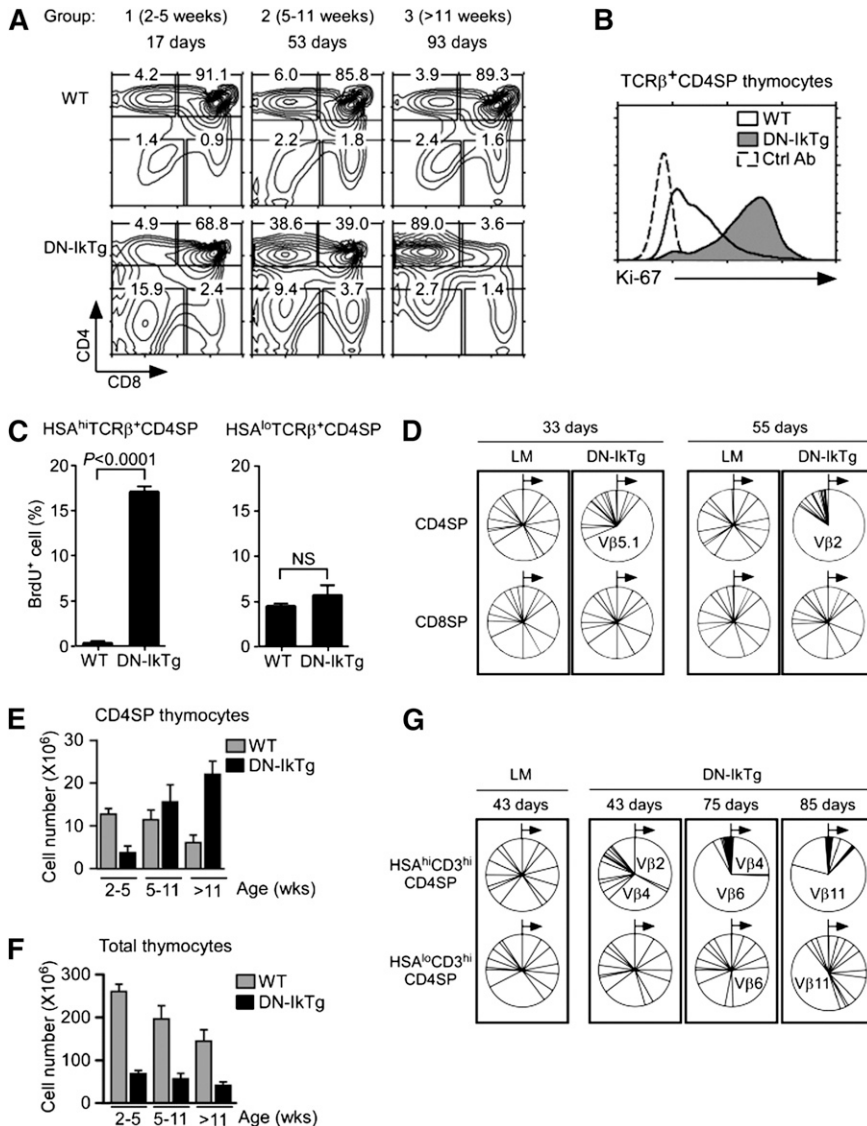 A
Group: 1 (2-5 weeks) 2 (5-11 weeks) 3 (>11 weeks)
17 days 53 days 93 days
WT
4.2 91.1 6.0 85.8 3.9 89.3
1.4 0.9 2.2 1.8 2.4 1.6
DN-IkTg
4.9 68.8 38.6 39.0 89.0 3.6
15.9 2.4 9.4 3.7 2.7 1.4
CD4
CD8
B
TCRβ+CD4SP thymocytes
WT
DN-IkTg
Ctrl Ab
Ki-67
C
HSAhiTCRβ+CD4SP HSAloTCRβ+CD4SP
P<0.0001
NS
BrdU+ cell (%)
20 20
15 15
10 10
5 5
0 0
WT DN-IkTg WT DN-IkTg
D
33 days 55 days
LM DN-IkTg LM DN-IkTg
CD4SP
Vβ5.1 Vβ2
CD8SP
E
CD4SP thymocytes
WT
DN-IkTg
Cell number (X10⁶)
30
20
10
0
2-5 5-11 >11 Age (wks)
F
Total thymocytes
WT
DN-IkTg
Cell number (X10⁶)
300
200
100
0
2-5 5-11 >11 Age (wks)
G
LM DN-IkTg
43 days 43 days 75 days 85 days
HSAhiCD3hi
CD4SP
Vβ2 Vβ4
Vβ4 Vβ6 Vβ11
HSAloCD3hi
CD4SP
Vβ6 Vβ11